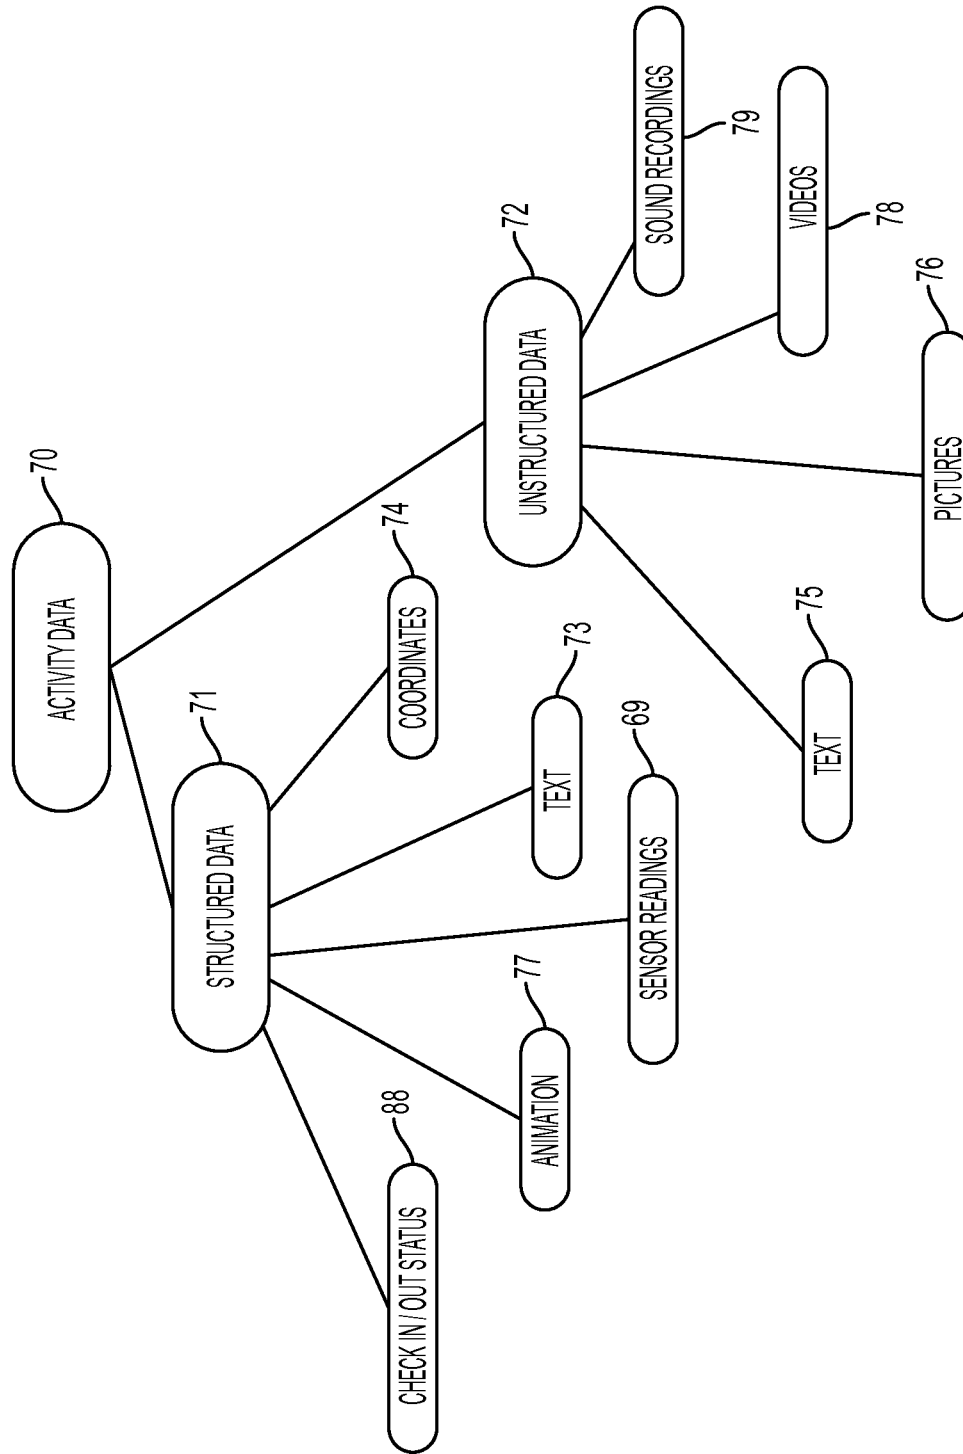 ACTIVITY DATA
70
STRUCTURED DATA
71
UNSTRUCTURED DATA
72
CHECK IN / OUT STATUS
88
ANIMATION
77
SENSOR READINGS
69
TEXT
73
COORDINATES
74
TEXT
75
PICTURES
76
VIDEOS
78
SOUND RECORDINGS
79